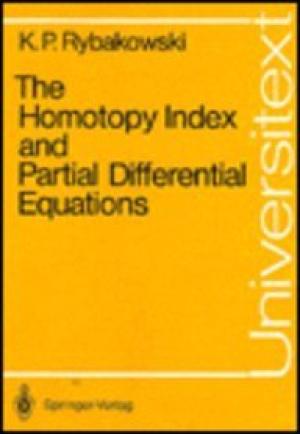 K. P. Rybakowski
The
Homotopy Index
and
Partial Differential
Equations
Universitext
Springer-Verlag